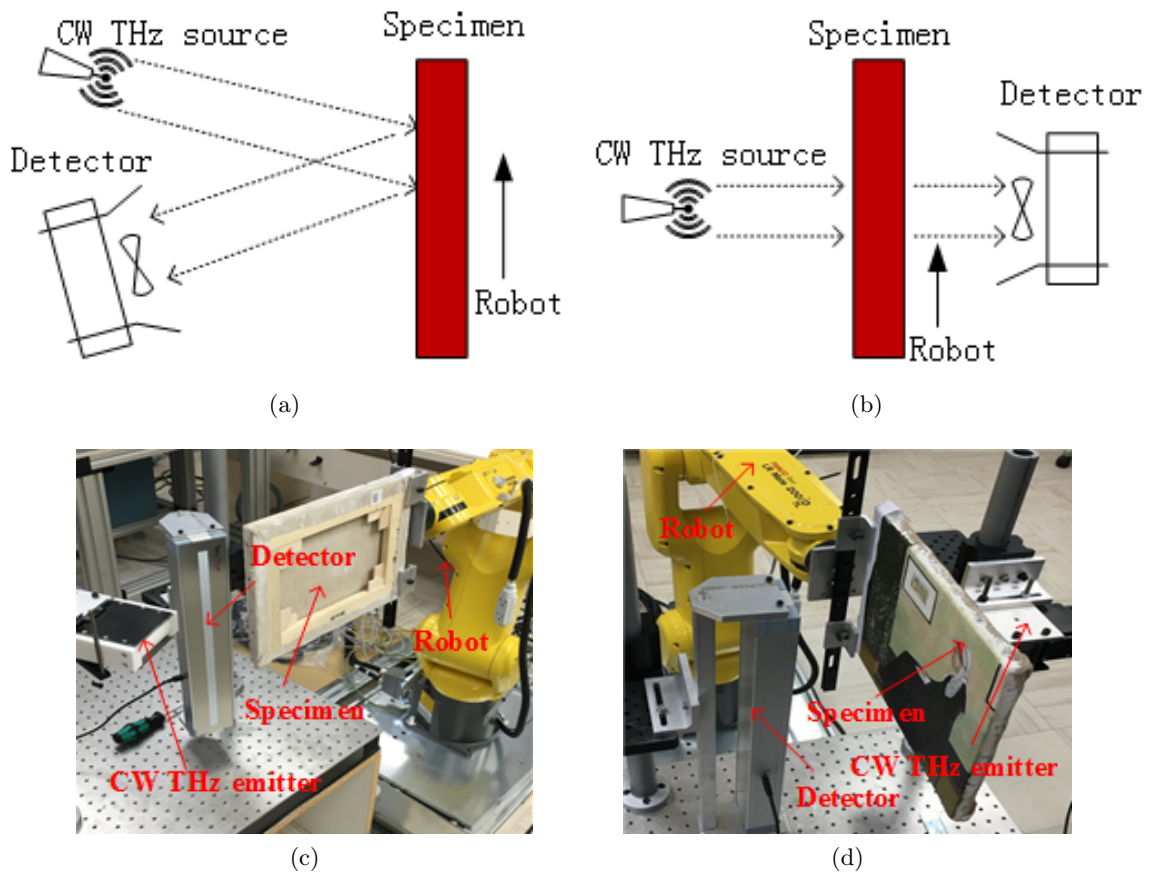 CW THz source
Specimen
Detector
Robot
(a)
Specimen
Detector
CW THz source
Robot
(b)
Detector
Robot
Specimen
CW THz emitter
(c)
Robot
Specimen
CW THz emitter
Detector
(d)